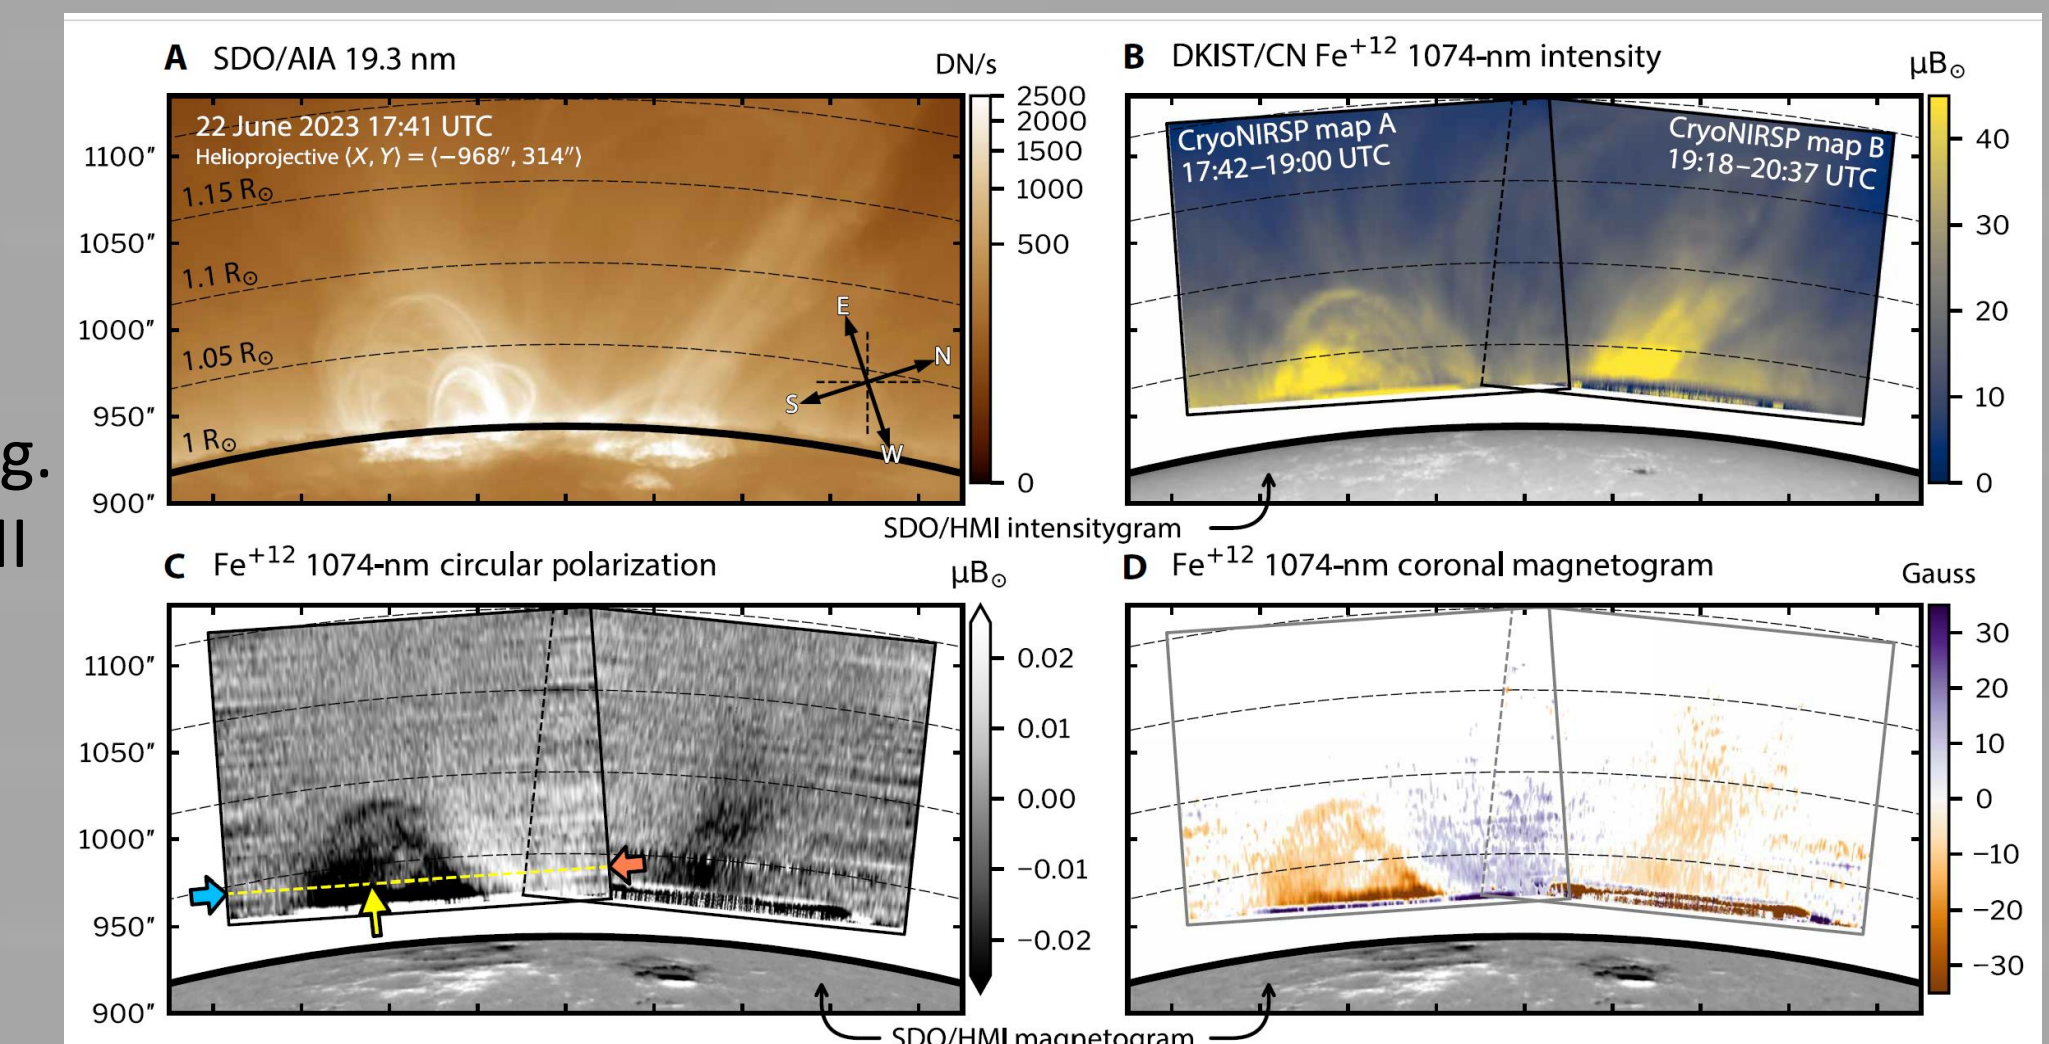 g.
ll
A SDO/AIA 19.3 nm
DN/s
22 June 2023 17:41 UTC
Helioprojective (X, Y) = (−968″, 314″)
1.15 R☉
1.1 R☉
1.05 R☉
1 R☉
E
N
S
W
1100″
1050″
1000″
950″
900″
2500
2000
1500
1000
500
0
B DKIST/CN Fe⁺¹² 1074-nm intensity
μB☉
CryoNIRSP map A
17:42–19:00 UTC
CryoNIRSP map B
19:18–20:37 UTC
40
30
20
10
0
SDO/HMI intensitygram
C Fe⁺¹² 1074-nm circular polarization
μB☉
1100″
1050″
1000″
950″
900″
0.02
0.01
0.00
−0.01
−0.02
D Fe⁺¹² 1074-nm coronal magnetogram
Gauss
30
20
10
0
−10
−20
−30
SDO/HMI magnetogram